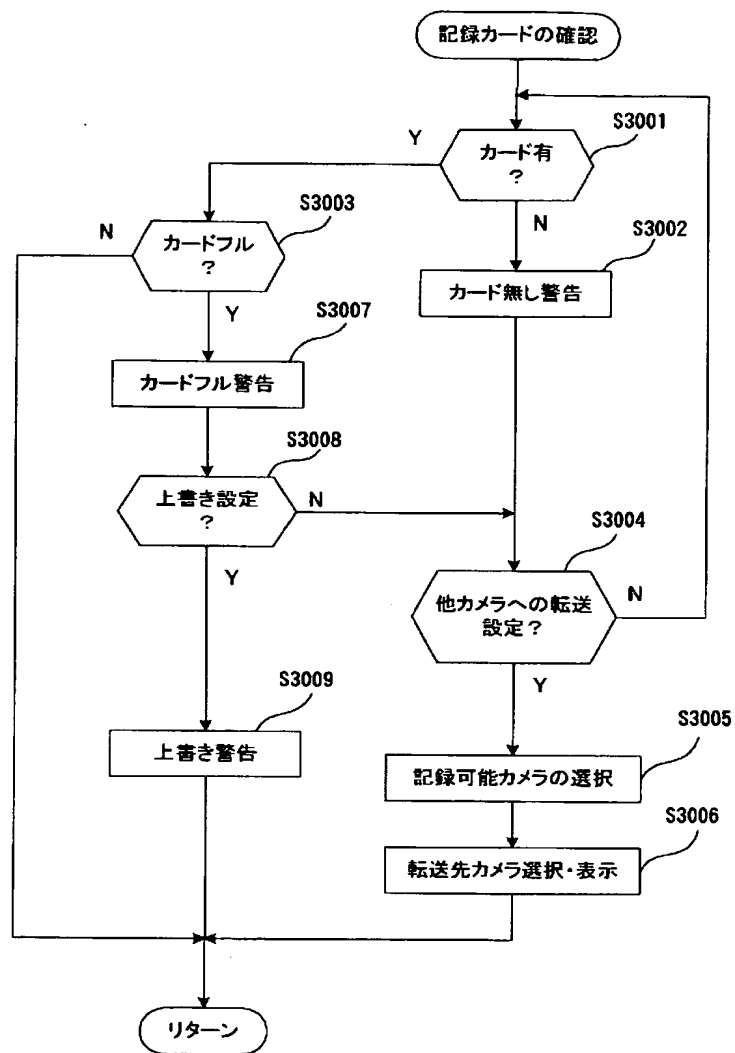 記録カードの確認
S3001
Y
カード有
?
N
S3002
カード無し警告
S3003
N
カードフル
?
Y
S3007
カードフル警告
S3008
上書き設定
?
N
Y
S3004
他カメラへの転送
設定?
N
Y
S3009
上書き警告
S3005
記録可能カメラの選択
S3006
転送先カメラ選択・表示
リターン